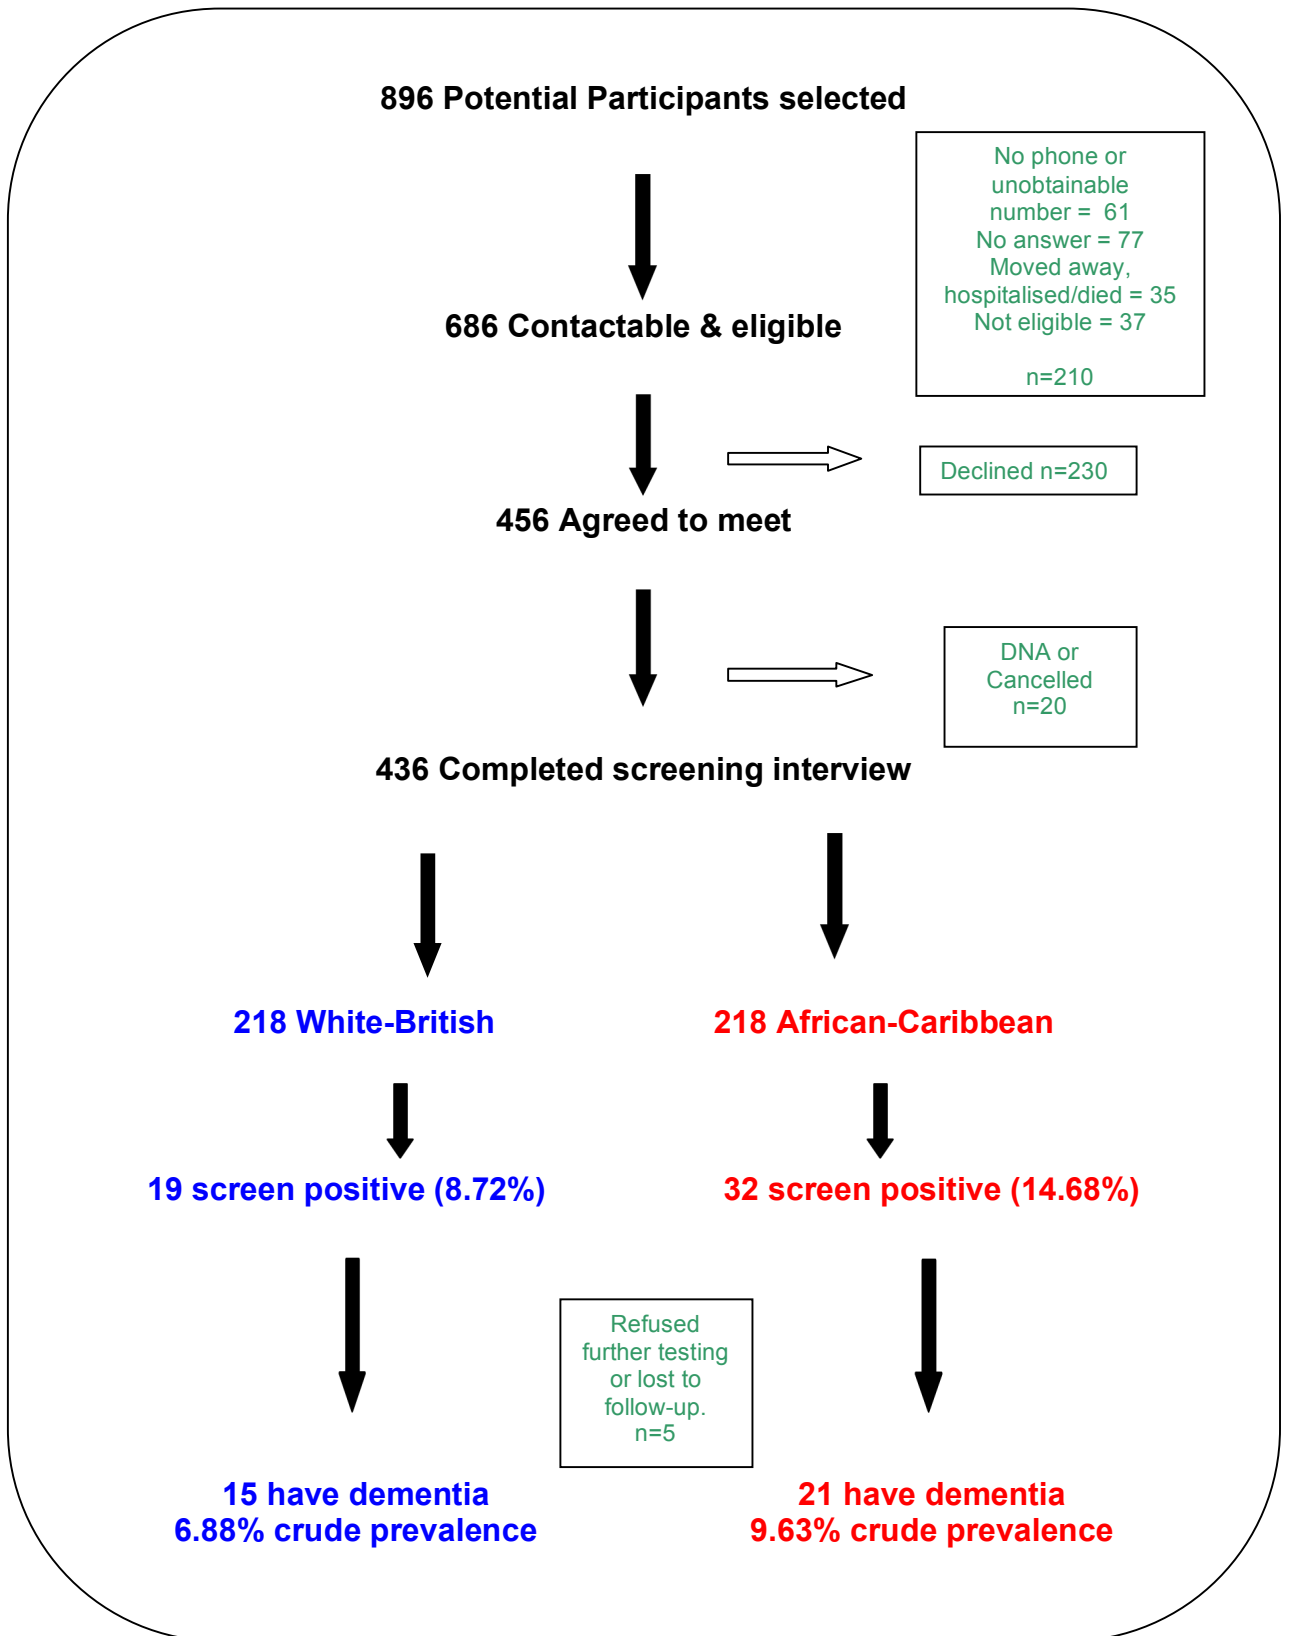 896 Potential Participants selected
No phone or
unobtainable
number = 61
No answer = 77
Moved away,
hospitalised/died = 35
Not eligible = 37
n=210
686 Contactable & eligible
Declined n=230
456 Agreed to meet
DNA or
Cancelled
n=20
436 Completed screening interview
218 White-British
218 African-Caribbean
19 screen positive (8.72%)
32 screen positive (14.68%)
Refused
further testing
or lost to
follow-up.
n=5
15 have dementia
6.88% crude prevalence
21 have dementia
9.63% crude prevalence